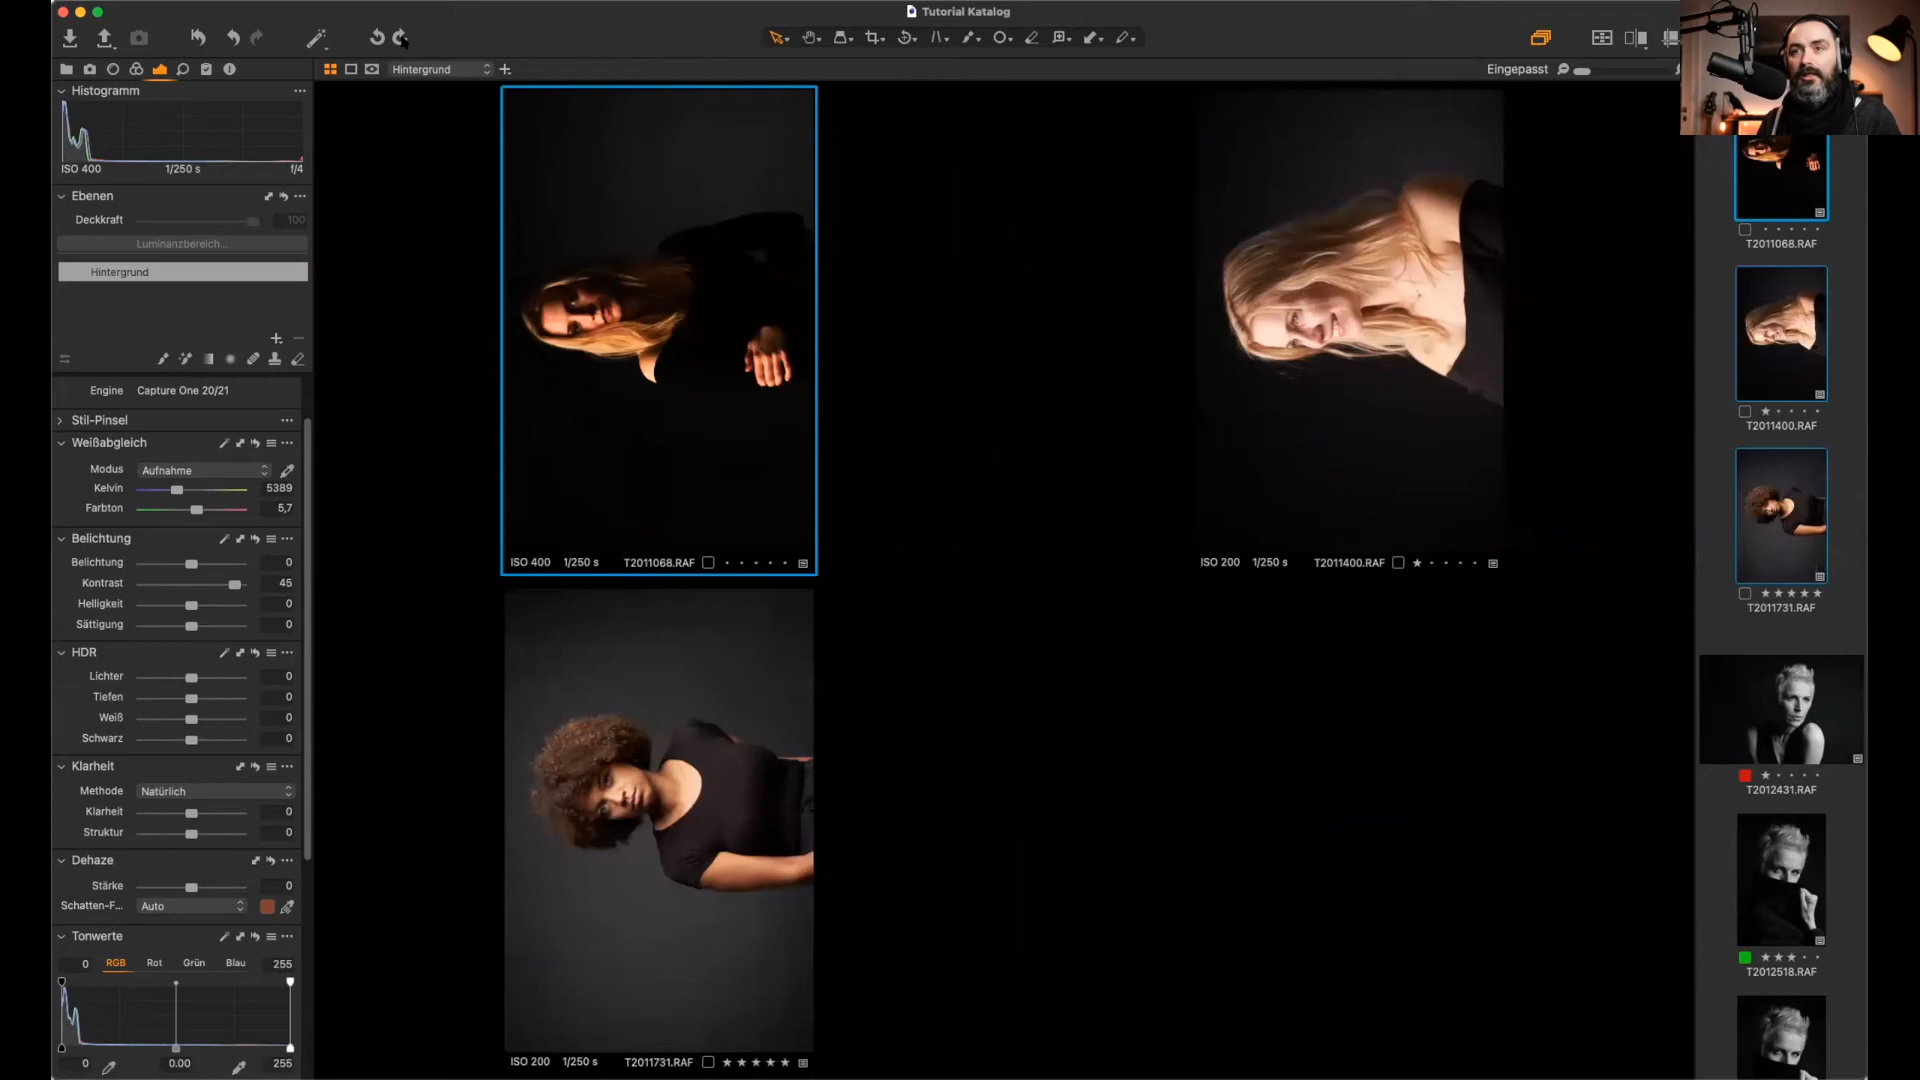 Tutorial Katalog
Hintergrund
Eingepasst
Histogramm
ISO 400 1/250 s f/4
Ebenen
Deckkraft 100
Luminanzbereich...
Hintergrund
Engine Capture One 20/21
Stil-Pinsel
Weißabgleich
Modus Aufnahme
Kelvin 5389
Farbton 5,7
Belichtung
Belichtung 0
Kontrast 45
Helligkeit 0
Sättigung 0
HDR
Lichter 0
Tiefen 0
Weiß 0
Schwarz 0
Klarheit
Methode Natürlich
Klarheit 0
Struktur 0
Dehaze
Stärke 0
Schatten-F... Auto
Tonwerte
0 RGB Rot Grün Blau 255
0 0.00 255
ISO 400 1/250 s T2011068.RAF
ISO 200 1/250 s T2011400.RAF
ISO 200 1/250 s T2011731.RAF
T2011068.RAF
T2011400.RAF
T2011731.RAF
T2012431.RAF
T2012518.RAF